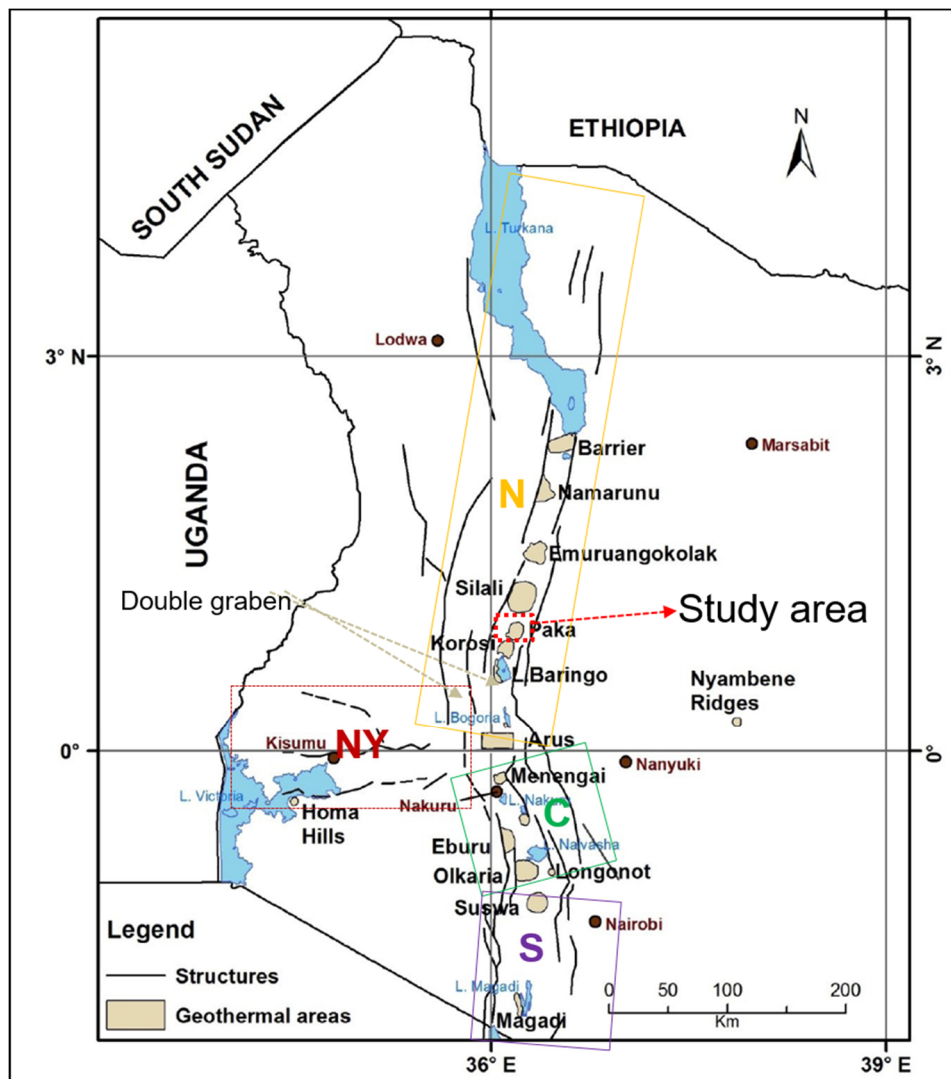 SOUTH SUDAN
ETHIOPIA
N
L. Turkana
Lodwa
3° N
3° N
Barrier
Marsabit
N
Namarunu
UGANDA
Emuruangokolak
Silali
Double graben
Study area
Paka
Korosi
L.Baringo
Nyambene
Ridges
L. Bogoria
Arus
0°
0°
Kisumu
NY
Nanyuki
Menengai
L. Victoria
Nakuru
L. Nakuru
C
Homa
Hills
Eburu
L. Naivasha
Olkaria
Longonot
Suswa
Legend
Nairobi
S
Structures
L. Magadi
0 50 100 200
Km
Geothermal areas
Magadi
36° E
39° E